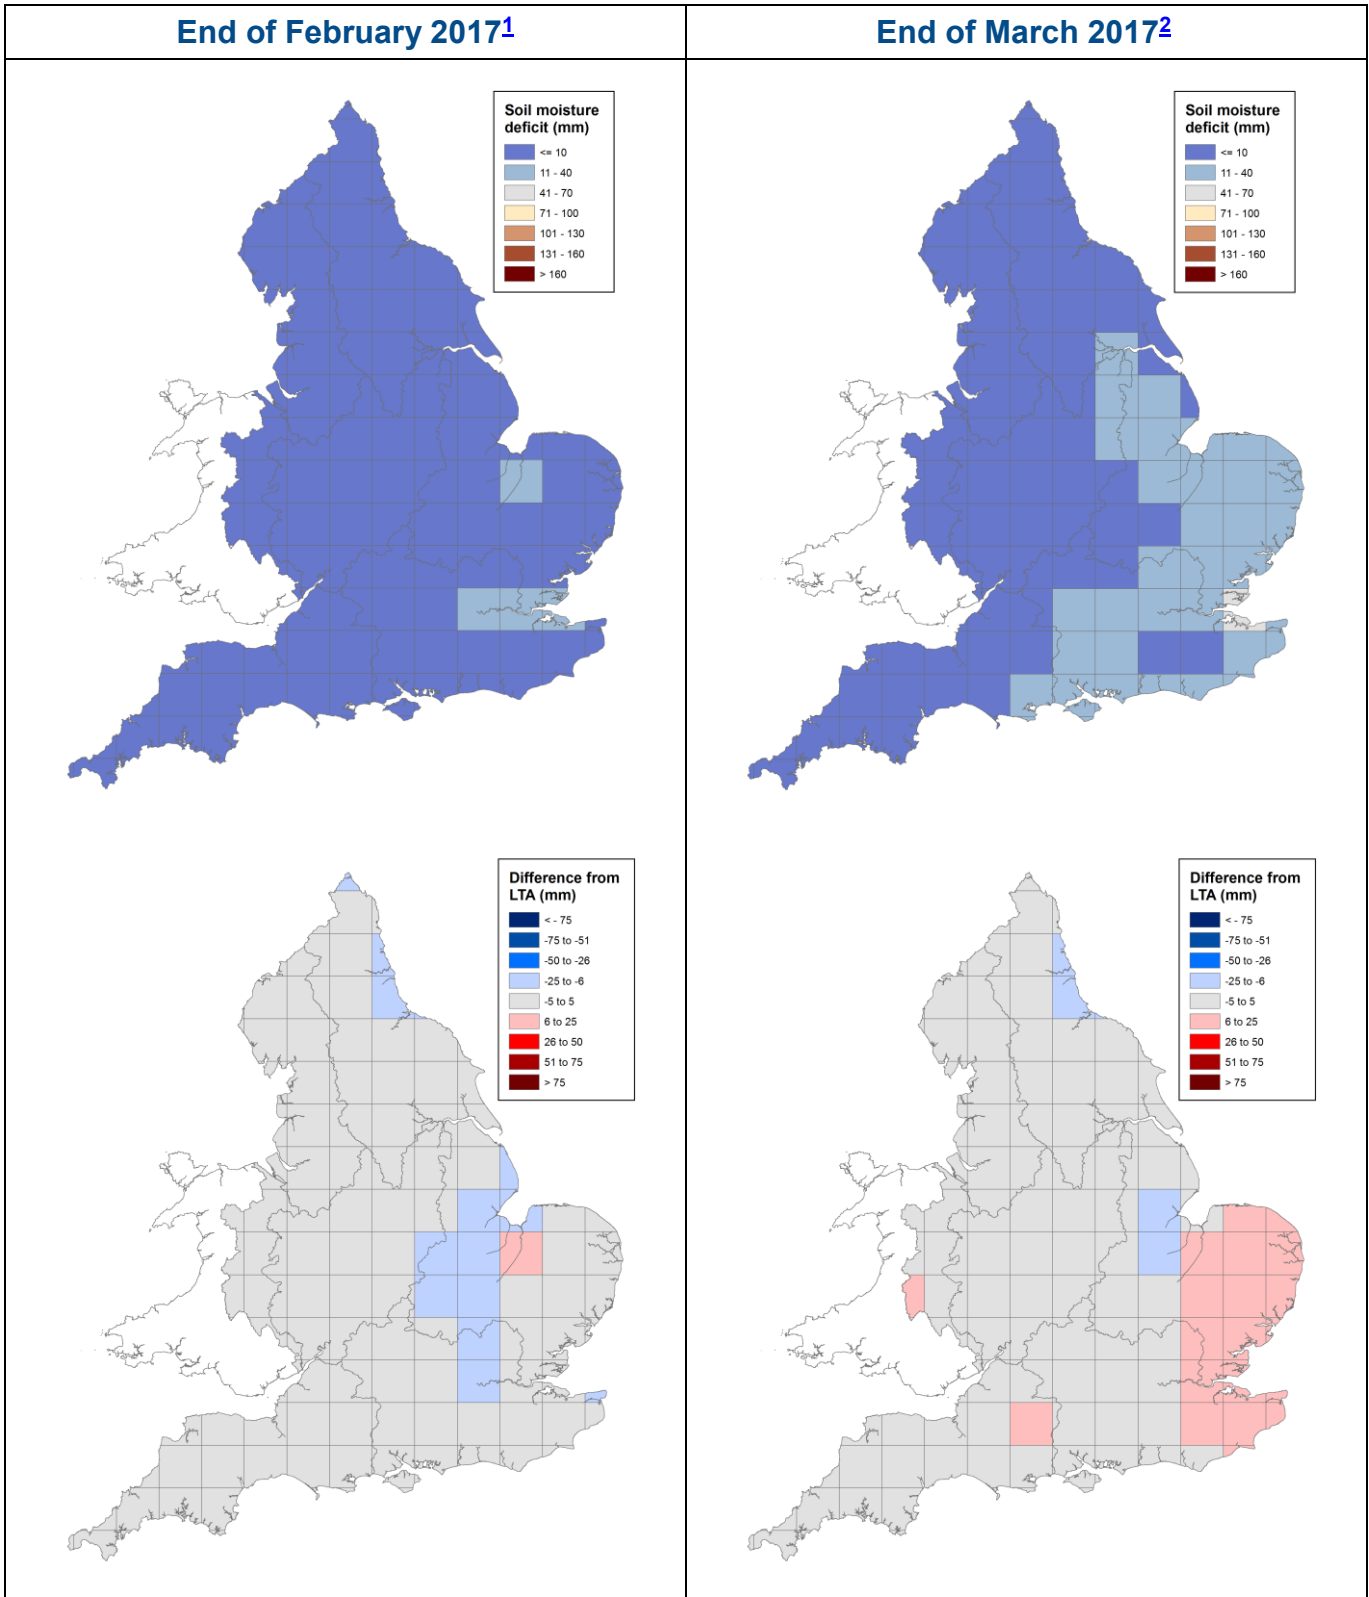 End of February 2017¹
End of March 2017²
Soil moisture
deficit (mm)
<= 10
11 - 40
41 - 70
71 - 100
101 - 130
131 - 160
> 160
Soil moisture
deficit (mm)
<= 10
11 - 40
41 - 70
71 - 100
101 - 130
131 - 160
> 160
Difference from
LTA (mm)
< - 75
-75 to -51
-50 to -26
-25 to -6
-5 to 5
6 to 25
26 to 50
51 to 75
> 75
Difference from
LTA (mm)
< - 75
-75 to -51
-50 to -26
-25 to -6
-5 to 5
6 to 25
26 to 50
51 to 75
> 75